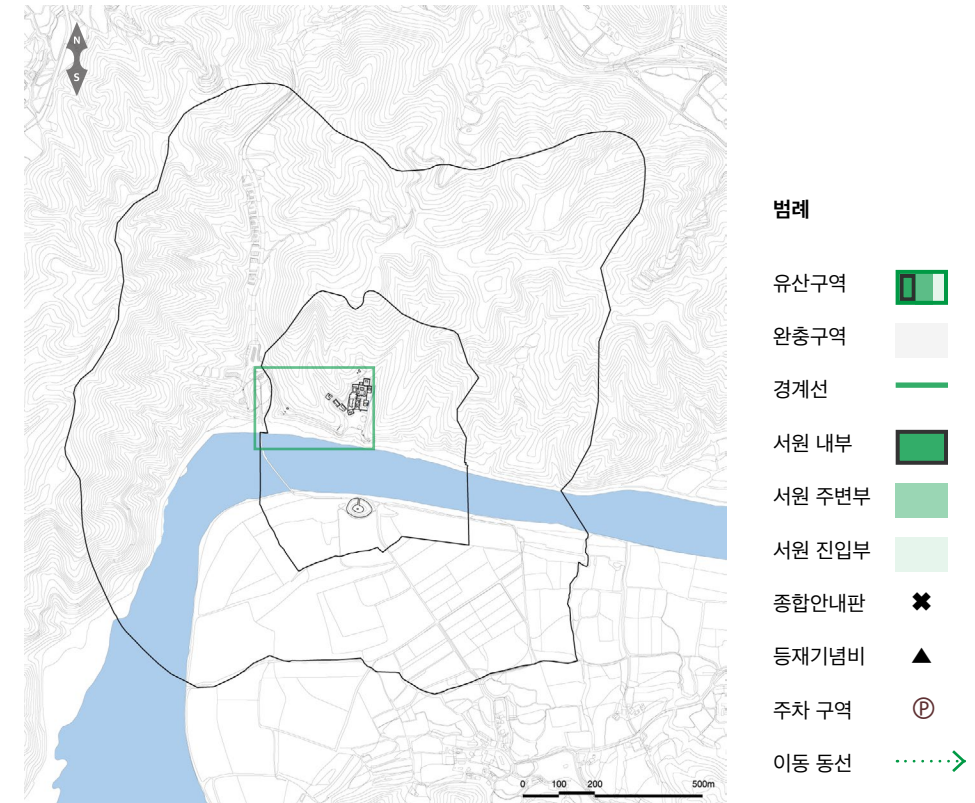 N
S
범례
유산구역
완충구역
경계선
서원 내부
서원 주변부
서원 진입부
종합안내판
등재기념비
주차 구역 Ⓟ
이동 동선
0 100 200 500m